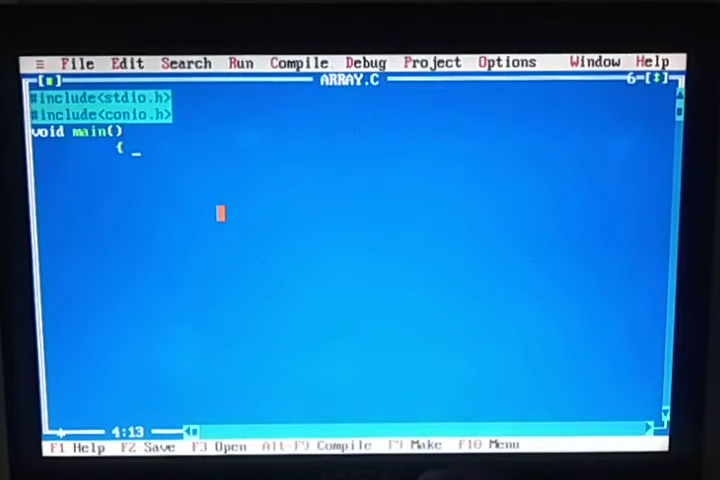 ≡ File Edit Search Run Compile Debug Project Options Window Help
[■] ARRAY.C 6=[↕]
#include<stdio.h>
#include<conio.h>
void main()
{ _
4:13
F1 Help F2 Save F3 Open Alt-F9 Compile F9 Make F10 Menu